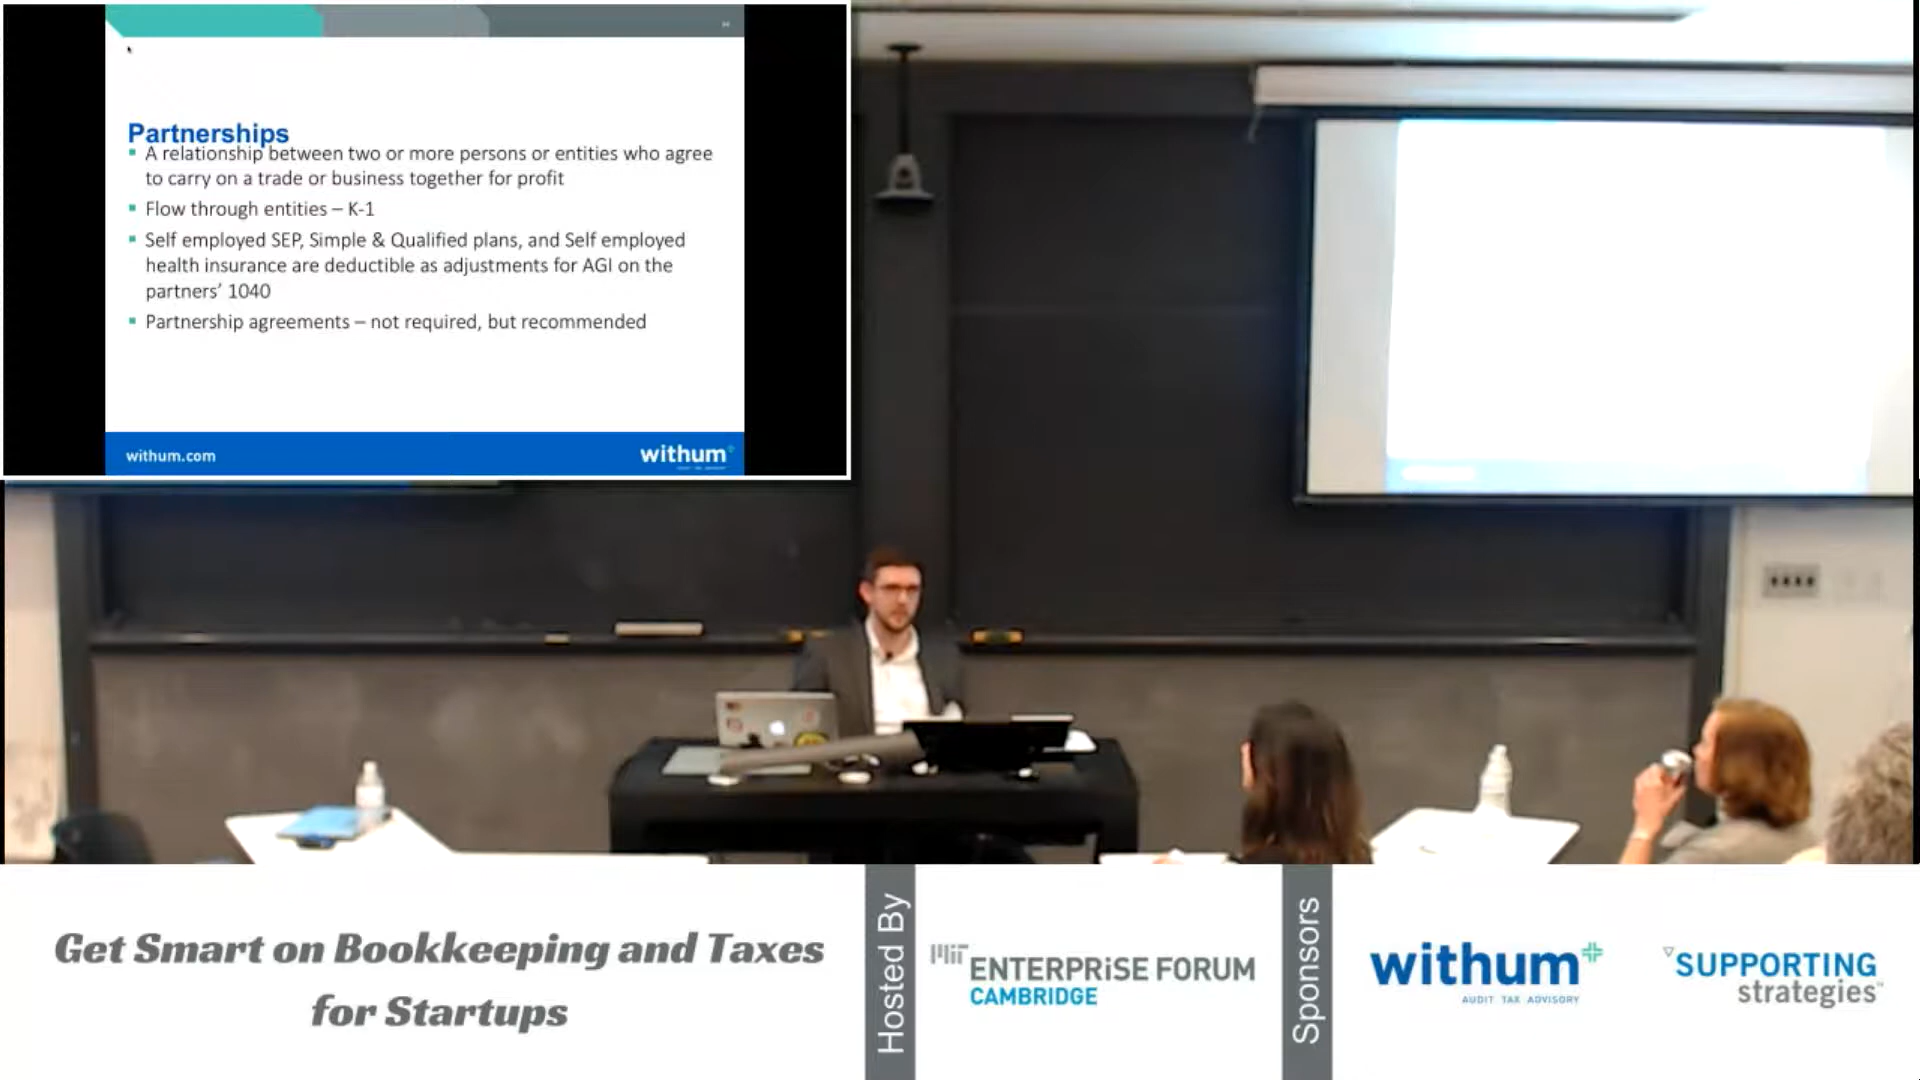 Partnerships
A relationship between two or more persons or entities who agree
to carry on a trade or business together for profit
Flow through entities – K-1
Self employed SEP, Simple & Qualified plans, and Self employed
health insurance are deductible as adjustments for AGI on the
partners’ 1040
Partnership agreements – not required, but recommended
withum.com
withum+
Get Smart on Bookkeeping and Taxes
for Startups
Hosted By
MiT
ENTERPRiSE FORUM
CAMBRIDGE
Sponsors
withum+
AUDIT TAX ADVISORY
SUPPORTING
strategies™